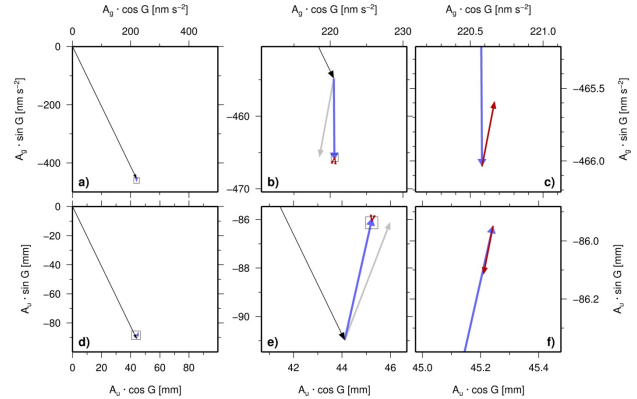 A_g · cos G [nm s⁻²] A_g · cos G [nm s⁻²] A_g · cos G [nm s⁻²]
0 200 400 220 230 220.5 221.0
0
−200
−400
A_g · sin G [nm s⁻²]
a)
−460
−470
b)
−465.5
−466.0
A_g · sin G [nm s⁻²]
c)
0
−20
−40
−60
−80
A_u · sin G [mm]
d)
−86
−88
−90
e)
−86.0
−86.2
A_u · sin G [mm]
f)
0 20 40 60 80 42 44 46 45.0 45.2 45.4
A_u · cos G [mm] A_u · cos G [mm] A_u · cos G [mm]